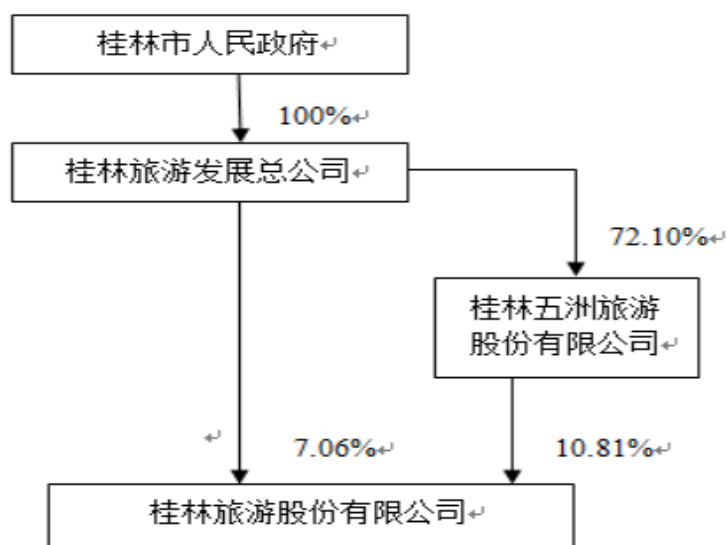 桂林市人民政府↵
100%↵
桂林旅游发展总公司↵
72.10%↵
桂林五洲旅游
股份有限公司↵
↵
7.06%↵
10.81%↵
桂林旅游股份有限公司↵